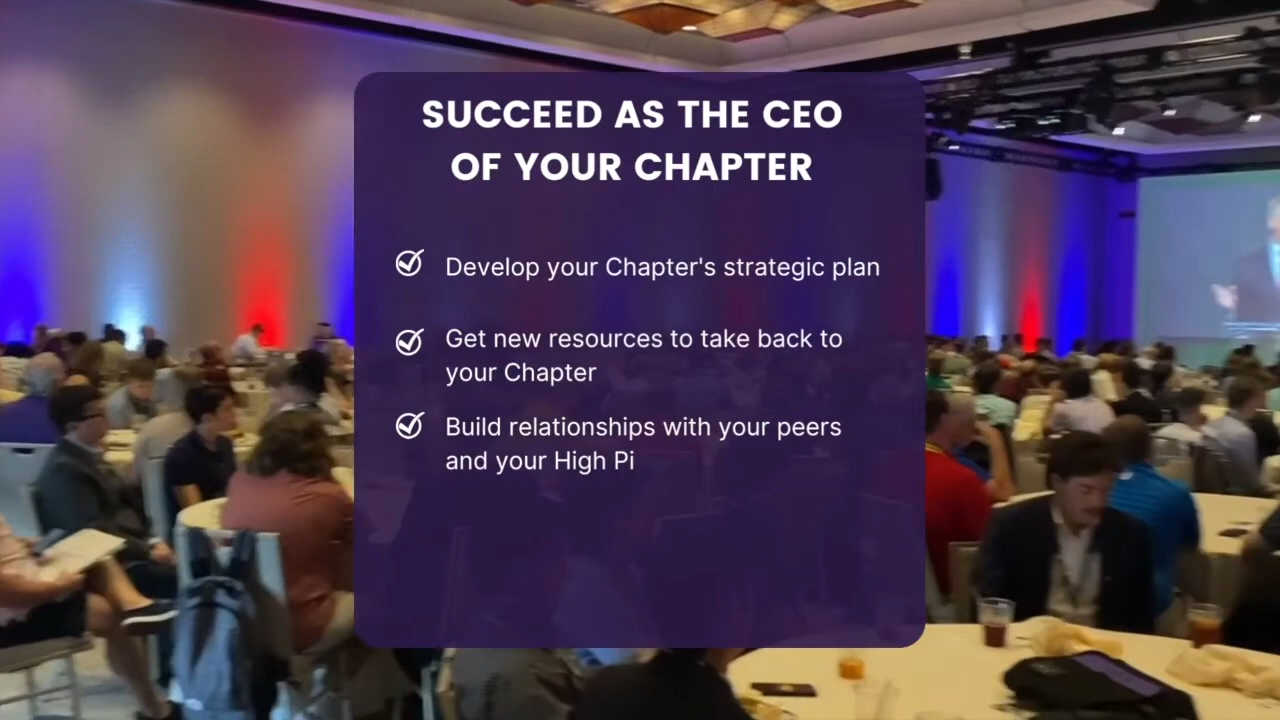 SUCCEED AS THE CEO
OF YOUR CHAPTER
Develop your Chapter's strategic plan
Get new resources to take back to
your Chapter
Build relationships with your peers
and your High Pi